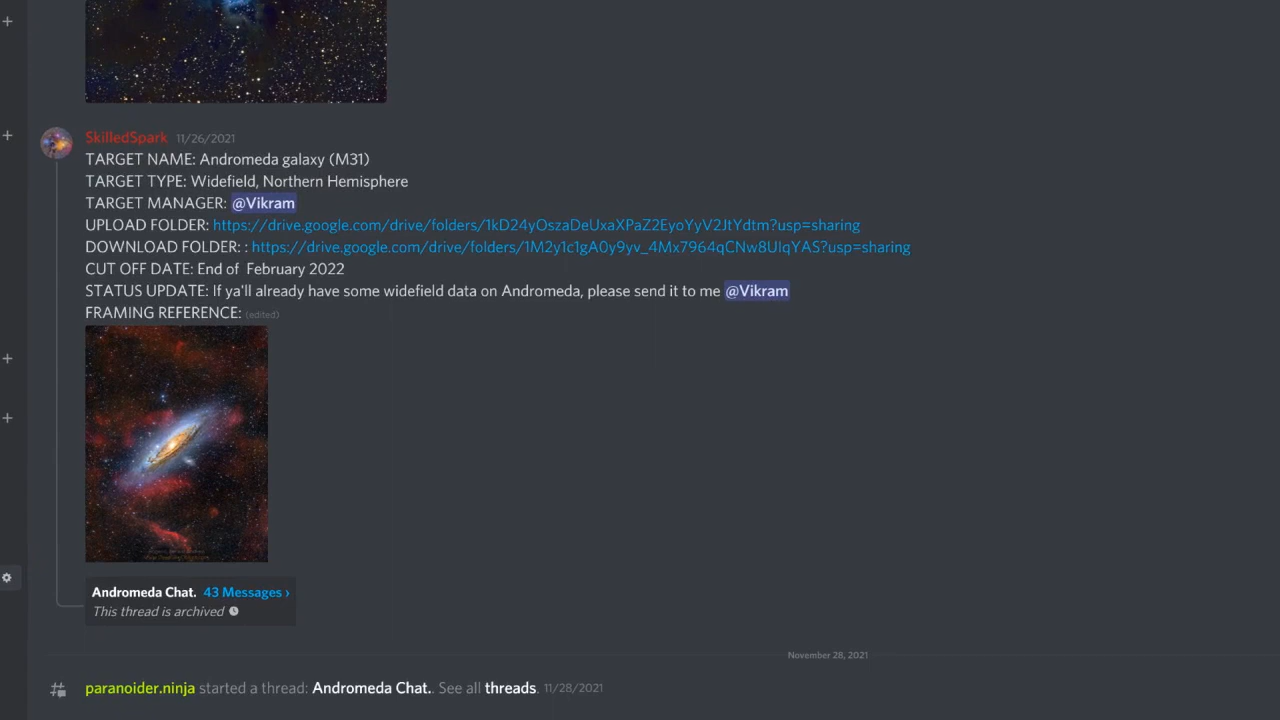 SkilledSpark 11/26/2021
TARGET NAME: Andromeda galaxy (M31)
TARGET TYPE: Widefield, Northern Hemisphere
TARGET MANAGER: @Vikram
UPLOAD FOLDER: https://drive.google.com/drive/folders/1kD24yOszaDeUxaXPaZ2EyoYyV2JtYdtm?usp=sharing
DOWNLOAD FOLDER: : https://drive.google.com/drive/folders/1M2y1c1gA0y9yv_4Mx7964qCNw8UIqYAS?usp=sharing
CUT OFF DATE: End of February 2022
STATUS UPDATE: If ya'll already have some widefield data on Andromeda, please send it to me @Vikram
FRAMING REFERENCE: (edited)
Andromeda Chat. 43 Messages ›
This thread is archived
November 28, 2021
paranoider.ninja started a thread: Andromeda Chat.. See all threads. 11/28/2021